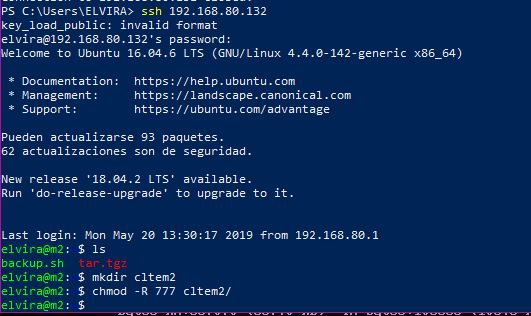 PS C:\Users\ELVIRA> ssh 192.168.80.132
key_load_public: invalid format
elvira@192.168.80.132's password:
Welcome to Ubuntu 16.04.6 LTS (GNU/Linux 4.4.0-142-generic x86_64)
* Documentation: https://help.ubuntu.com
* Management: https://landscape.canonical.com
* Support: https://ubuntu.com/advantage
Pueden actualizarse 93 paquetes.
62 actualizaciones son de seguridad.
New release '18.04.2 LTS' available.
Run 'do-release-upgrade' to upgrade to it.
Last login: Mon May 20 13:30:17 2019 from 192.168.80.1
elvira@m2: $ ls
backup.sh tar.tgz
elvira@m2: $ mkdir cltem2
elvira@m2: $ chmod -R 777 cltem2/
elvira@m2: $